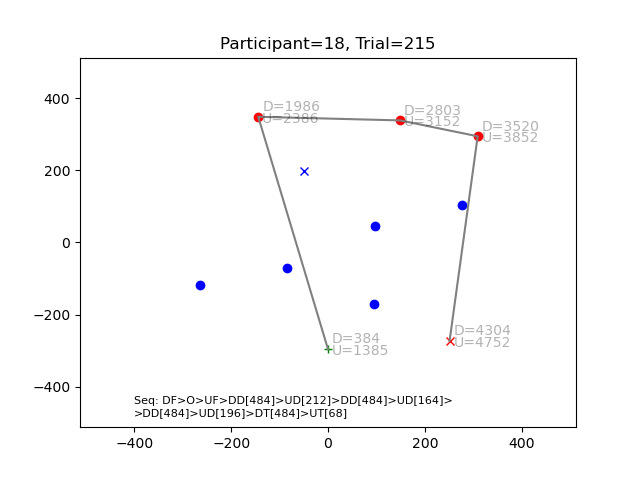 Participant=18, Trial=215
400
D=1986
U=2386
D=2803
U=3152
D=3520
U=3852
200
0
−200
D=384
U=1385
D=4304
U=4752
−400
Seq: DF>O>UF>DD[484]>UD[212]>DD[484]>UD[164]>
>DD[484]>UD[196]>DT[484]>UT[68]
−400
−200
0
200
400